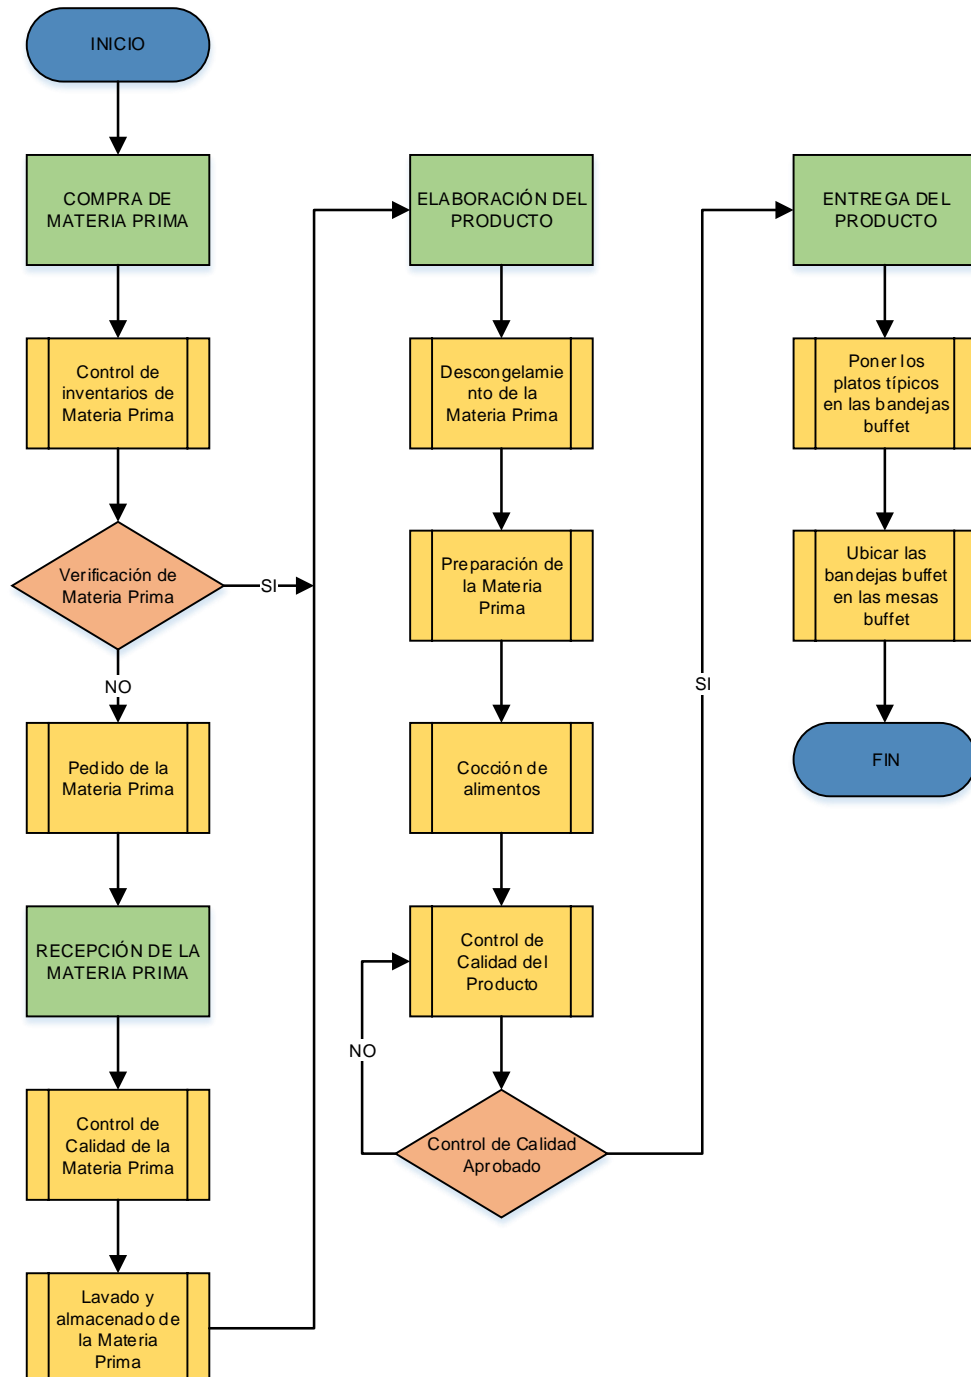 INICIO
COMPRA DE
MATERIA PRIMA
Control de
inventarios de
Materia Prima
Verificación de
Materia Prima
SI
NO
Pedido de la
Materia Prima
RECEPCIÓN DE LA
MATERIA PRIMA
Control de
Calidad de la
Materia Prima
Lavado y
almacenado de
la Materia
Prima
ELABORACIÓN DEL
PRODUCTO
Descongelamie
nto de la
Materia Prima
Preparación de
la Materia
Prima
Cocción de
alimentos
Control de
Calidad del
Producto
NO
Control de Calidad
Aprobado
SI
ENTREGA DEL
PRODUCTO
Poner los
platos típicos
en las bandejas
buffet
Ubicar las
bandejas buffet
en las mesas
buffet
FIN